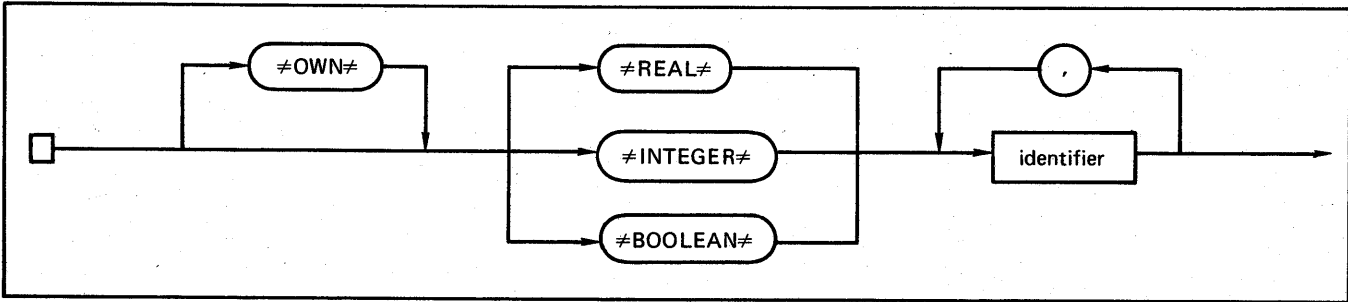 ≠OWN≠
≠REAL≠
,
≠INTEGER≠
identifier
≠BOOLEAN≠